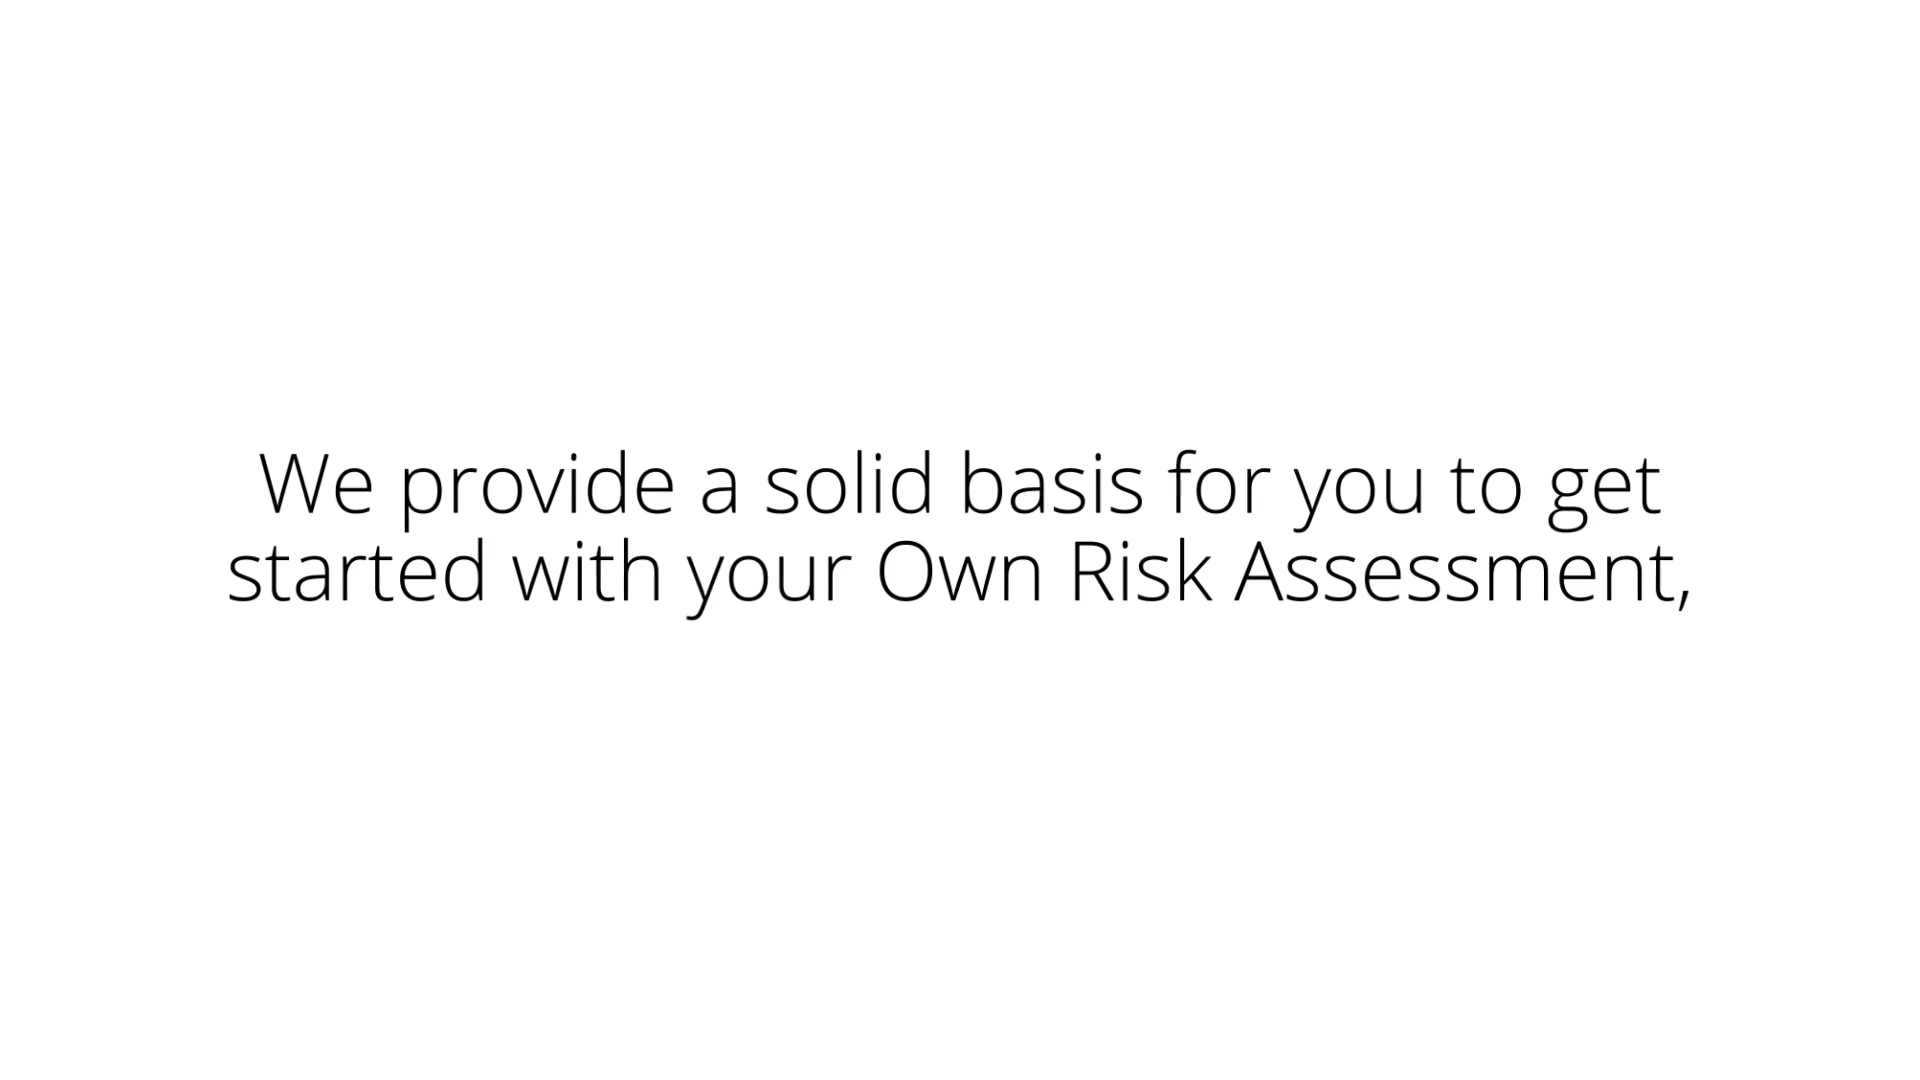 We provide a solid basis for you to get
started with your Own Risk Assessment,